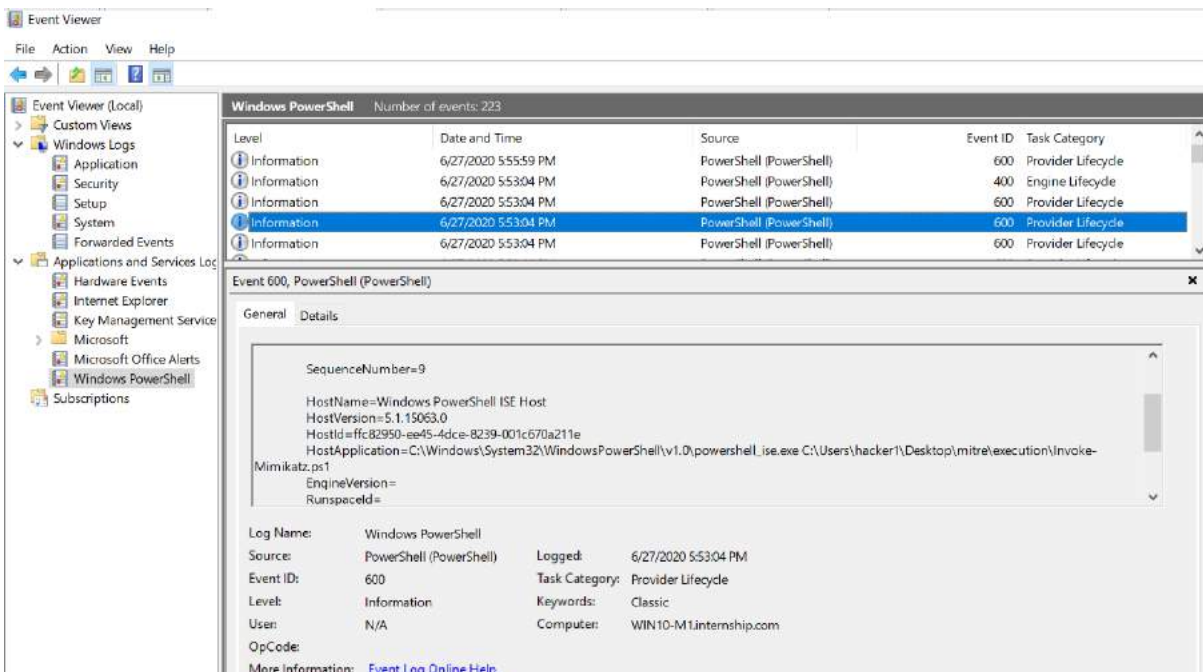 Event Viewer
File Action View Help
Event Viewer (Local)
Custom Views
Windows Logs
Application
Security
Setup
System
Forwarded Events
Applications and Services Log
Hardware Events
Internet Explorer
Key Management Service
Microsoft
Microsoft Office Alerts
Windows PowerShell
Subscriptions
Windows PowerShell Number of events: 223
Level Date and Time Source Event ID Task Category
Information 6/27/2020 5:55:59 PM PowerShell (PowerShell) 600 Provider Lifecycle
Information 6/27/2020 5:53:04 PM PowerShell (PowerShell) 400 Engine Lifecycle
Information 6/27/2020 5:53:04 PM PowerShell (PowerShell) 600 Provider Lifecycle
Information 6/27/2020 5:53:04 PM PowerShell (PowerShell) 600 Provider Lifecycle
Information 6/27/2020 5:53:04 PM PowerShell (PowerShell) 600 Provider Lifecycle
Event 600, PowerShell (PowerShell)
General Details
SequenceNumber=9
HostName=Windows PowerShell ISE Host
HostVersion=5.1.15063.0
HostId=ffc82950-ee45-4dce-8239-001c670a211e
HostApplication=C:\Windows\System32\WindowsPowerShell\v1.0\powershell_ise.exe C:\Users\hacker1\Desktop\mitre\execution\Invoke-
Mimikatz.ps1
EngineVersion=
RunspaceId=
Log Name: Windows PowerShell
Source: PowerShell (PowerShell) Logged: 6/27/2020 5:53:04 PM
Event ID: 600 Task Category: Provider Lifecycle
Level: Information Keywords: Classic
User: N/A Computer: WIN10-M1.internship.com
OpCode:
More Information: Event Log Online Help